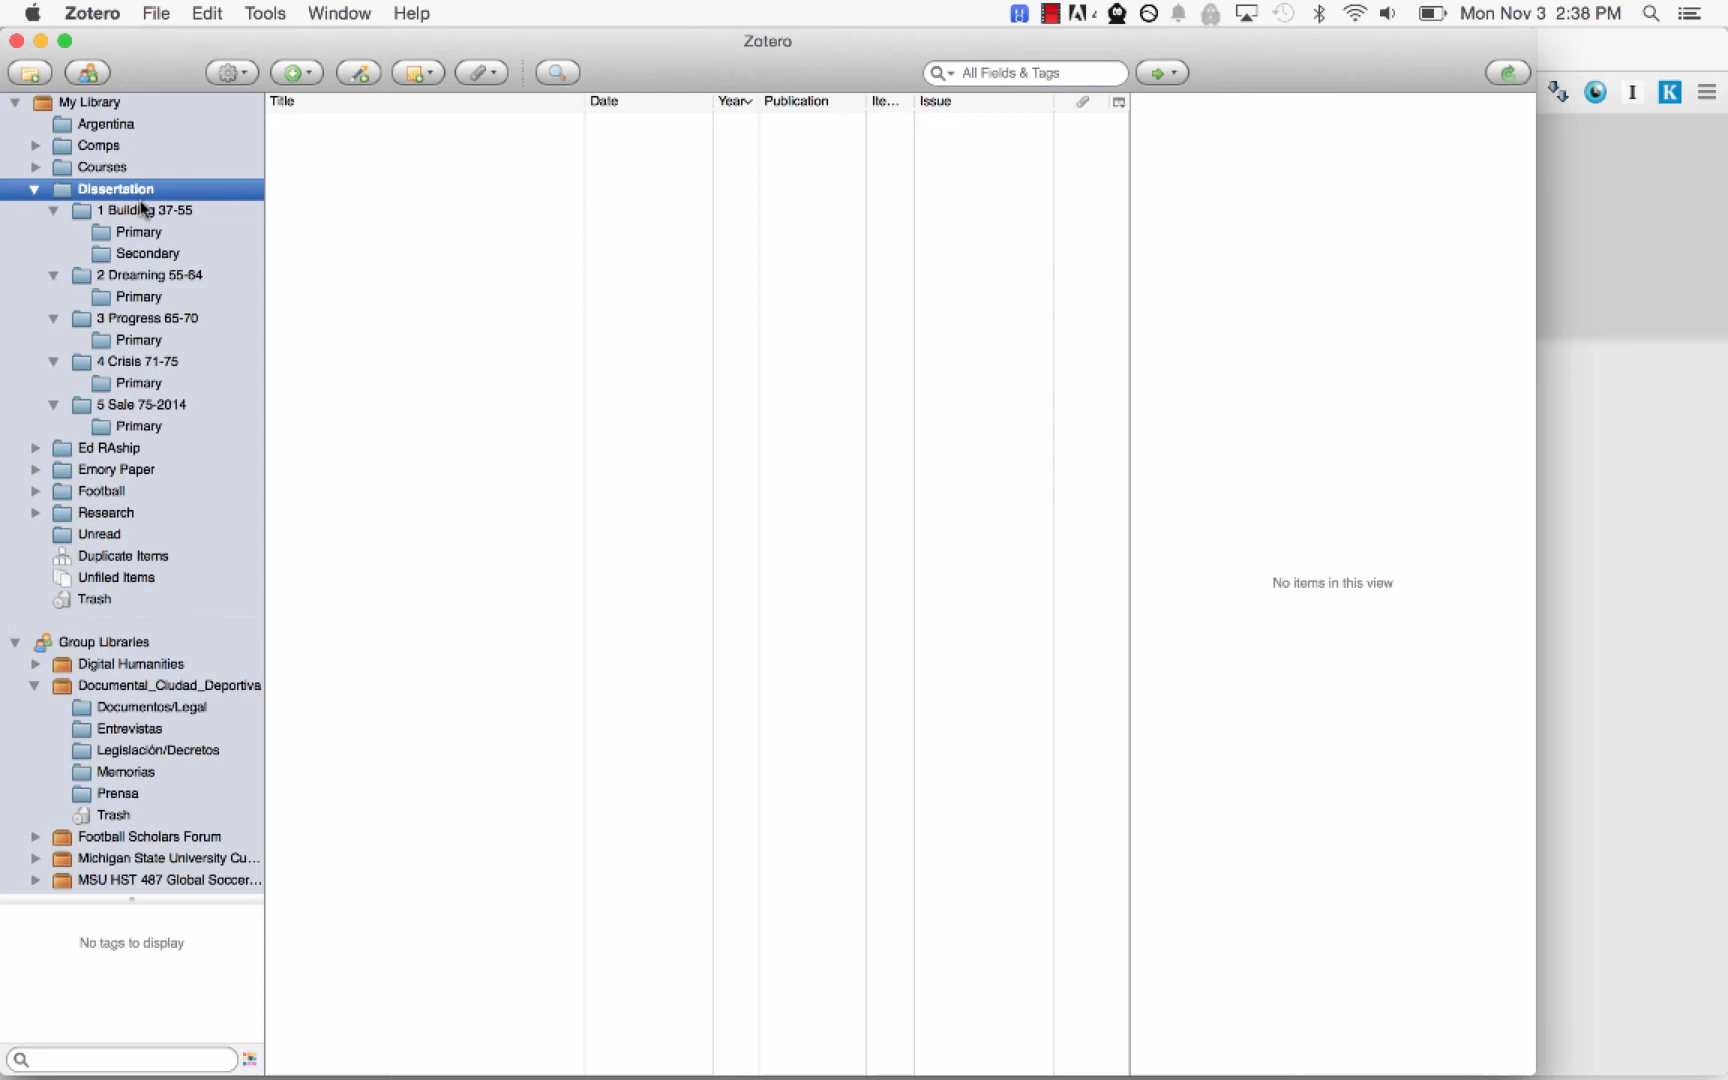 Zotero File Edit Tools Window Help
Mon Nov 3 2:38 PM
Zotero
All Fields & Tags
My Library
Argentina
Comps
Courses
Dissertation
1 Building 37-55
Primary
Secondary
2 Dreaming 55-64
Primary
3 Progress 65-70
Primary
4 Crisis 71-75
Primary
5 Sale 75-2014
Primary
Ed RAship
Emory Paper
Football
Research
Unread
Duplicate Items
Unfiled Items
Trash
Group Libraries
Digital Humanities
Documental_Ciudad_Deportiva
Documentos/Legal
Entrevistas
Legislación/Decretos
Memorias
Prensa
Trash
Football Scholars Forum
Michigan State University Cu...
MSU HST 487 Global Soccer...
No tags to display
Title Date Year Publication Ite... Issue
No items in this view
I K